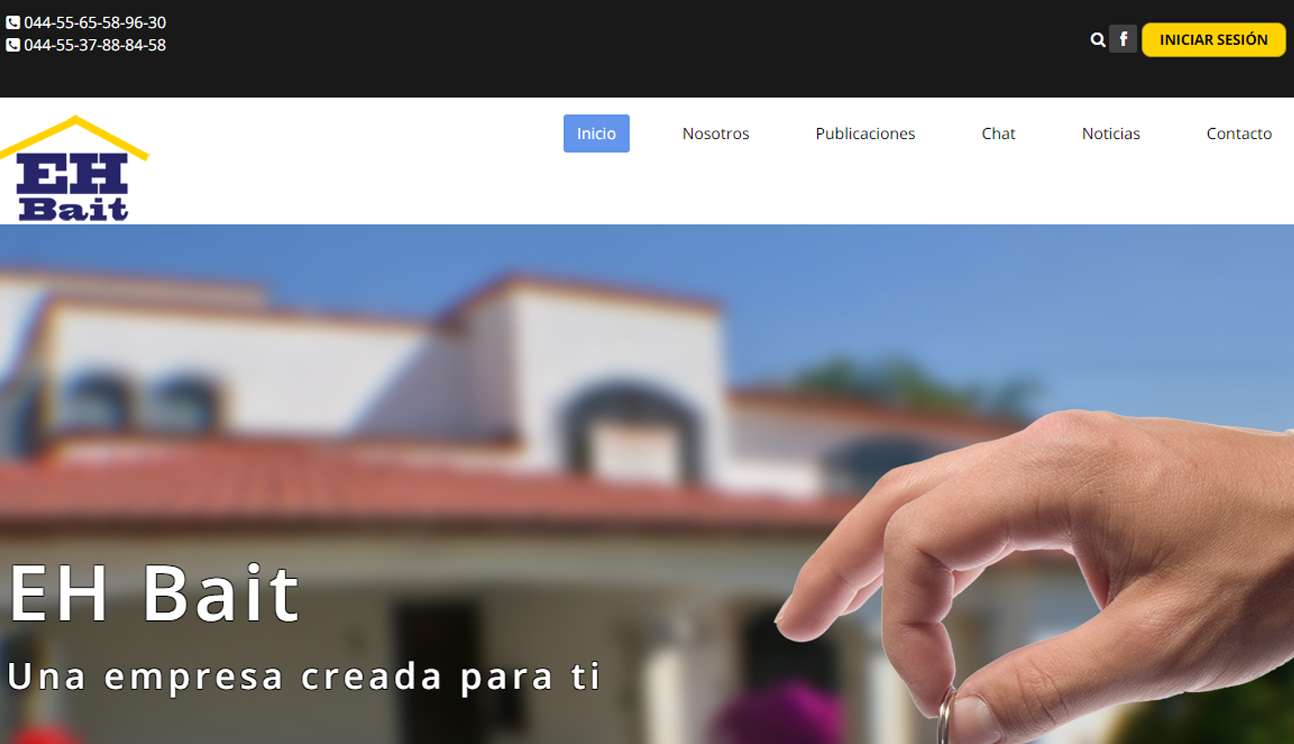 044-55-65-58-96-30
044-55-37-88-84-58
f
INICIAR SESIÓN
EH
Bait
Inicio
Nosotros
Publicaciones
Chat
Noticias
Contacto
EH Bait
Una empresa creada para ti